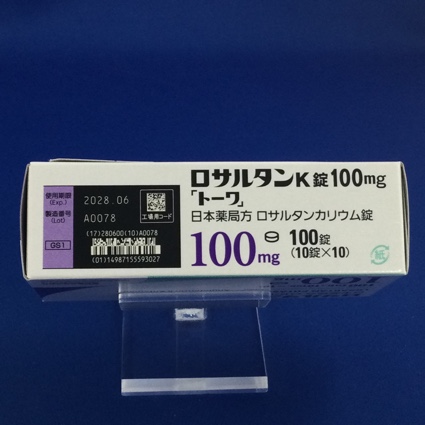 ロサルタンK錠100mg
「トーワ」
日本薬局方 ロサルタンカリウム錠
100mg 100錠
(10錠×10)
使用期限
(Exp.)
2028.06
製造番号
(Lot)
A0078
工場用コード
GS1
(17)280600(10)A0078
(01)14987155593027
紙